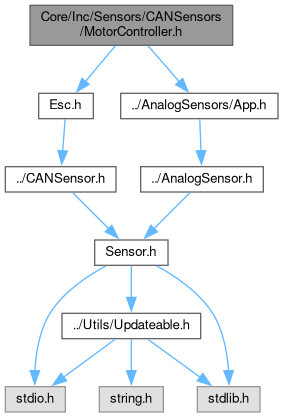 Core/Inc/Sensors/CANSensors
/MotorController.h
Esc.h
../AnalogSensors/App.h
../CANSensor.h
../AnalogSensor.h
Sensor.h
../Utils/Updateable.h
stdio.h
string.h
stdlib.h